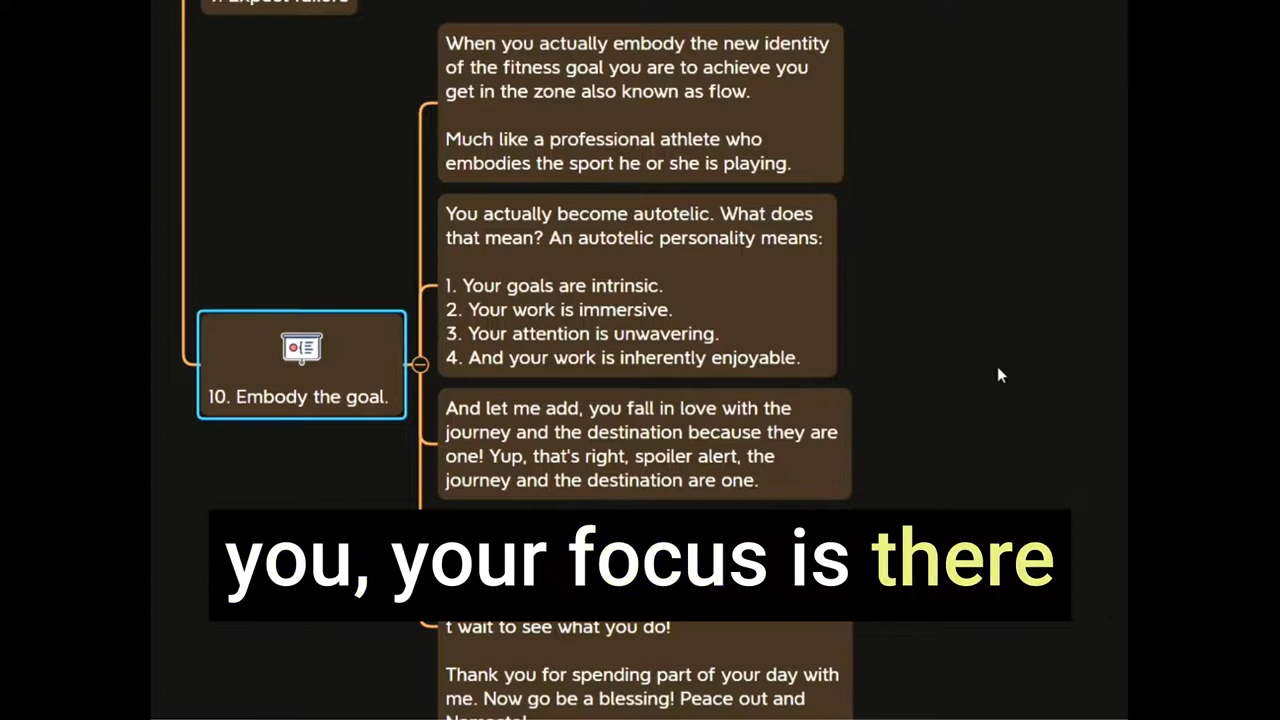 When you actually embody the new identity
of the fitness goal you are to achieve you
get in the zone also known as flow.
Much like a professional athlete who
embodies the sport he or she is playing.
You actually become autotelic. What does
that mean? An autotelic personality means:
1. Your goals are intrinsic.
2. Your work is immersive.
3. Your attention is unwavering.
4. And your work is inherently enjoyable.
10. Embody the goal.
And let me add, you fall in love with the
journey and the destination because they are
one! Yup, that's right, spoiler alert, the
journey and the destination are one.
you, your focus is there
t wait to see what you do!
Thank you for spending part of your day with
me. Now go be a blessing! Peace out and